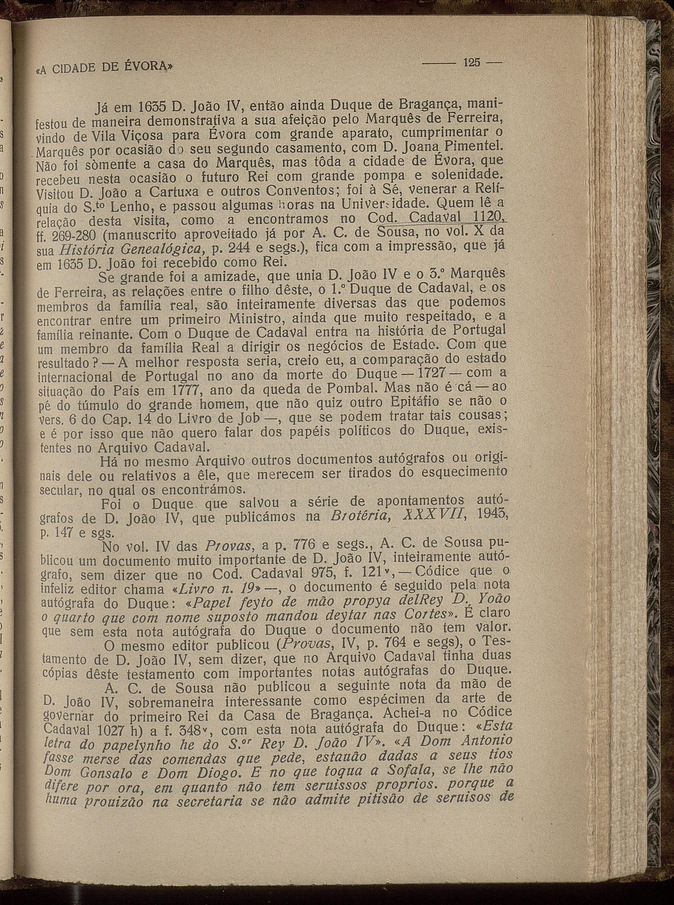 «A CIDADE DE ÉVORA» —— 125 —
Já em 1635 D. João IV, então ainda Duque de Bragança, mani-
festou de maneira demonstrativa a sua afeição pelo Marquês de Ferreira,
vindo de Vila Viçosa para Évora com grande aparato, cumprimentar o
Marquês por ocasião do seu segundo casamento, com D. Joana Pimentel.
Não foi sòmente a casa do Marquês, mas tôda a cidade de Évora, que
recebeu nesta ocasião o futuro Rei com grande pompa e solenidade.
Visitou D. João a Cartuxa e outros Conventos; foi à Sé, venerar a Relí-
quia do S.to Lenho, e passou algumas horas na Universidade. Quem lê a
relação desta visita, como a encontramos no Cod. Cadaval 1120,
ff. 269-280 (manuscrito aproveitado já por A. C. de Sousa, no vol. X da
sua História Genealógica, p. 244 e segs.), fica com a impressão, que já
em 1635 D. João foi recebido como Rei.
Se grande foi a amizade, que unia D. João IV e o 3.º Marquês
de Ferreira, as relações entre o filho dêste, o 1.º Duque de Cadaval, e os
membros da família real, são inteiramente diversas das que podemos
encontrar entre um primeiro Ministro, ainda que muito respeitado, e a
família reinante. Com o Duque de Cadaval entra na história de Portugal
um membro da família Real a dirigir os negócios de Estado. Com que
resultado? — A melhor resposta seria, creio eu, a comparação do estado
internacional de Portugal no ano da morte do Duque — 1727 — com a
situação do País em 1777, ano da queda de Pombal. Mas não é cá — ao
pé do túmulo do grande homem, que não quiz outro Epitáfio se não o
vers. 6 do Cap. 14 do Livro de Job —, que se podem tratar tais cousas;
e é por isso que não quero falar dos papéis políticos do Duque, exis-
tentes no Arquivo Cadaval.
Há no mesmo Arquivo outros documentos autógrafos ou origi-
nais dele ou relativos a êle, que merecem ser tirados do esquecimento
secular, no qual os encontrámos.
Foi o Duque que salvou a série de apontamentos autó-
grafos de D. João IV, que publicámos na Brotéria, XXXVII, 1943,
p. 147 e sgs.
No vol. IV das Provas, a p. 776 e segs., A. C. de Sousa pu-
blicou um documento muito importante de D. João IV, inteiramente autó-
grafo, sem dizer que no Cod. Cadaval 975, f. 121v, — Códice que o
infeliz editor chama «Livro n. 19» —, o documento é seguido pela nota
autógrafa do Duque: «Papel feyto de mão propya delRey D. Yoão
o quarto que com nome suposto mandou deytar nas Cortes». É claro
que sem esta nota autógrafa do Duque o documento não tem valor.
O mesmo editor publicou (Provas, IV, p. 764 e segs), o Tes-
tamento de D. João IV, sem dizer, que no Arquivo Cadaval tinha duas
cópias dêste testamento com importantes notas autógrafas do Duque.
A. C. de Sousa não publicou a seguinte nota da mão de
D. João IV, sobremaneira interessante como espécimen da arte de
governar do primeiro Rei da Casa de Bragança. Achei-a no Códice
Cadaval 1027 h) a f. 348v, com esta nota autógrafa do Duque: «Esta
letra do papelynho he do S.or Rey D. João IV». «A Dom Antonio
fasse merse das comendas que pede, estauão dadas a seus tios
Dom Gonsalo e Dom Diogo. E no que toqua a Sofala, se lhe não
difere por ora, em quanto não tem seruissos proprios. porque a
huma prouizão na secretaria se não admite pitisão de seruisos de